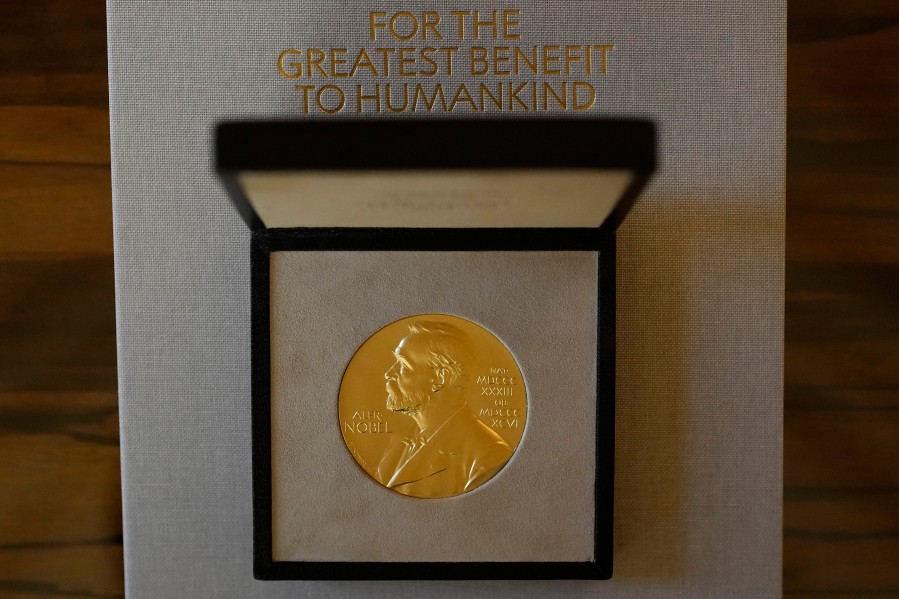 FOR THE
GREATEST BENEFIT
TO HUMANKIND
ALFR·
NOBEL
NAT·
MDCCC
XXXIII
OB·
MDCCC
XCVI